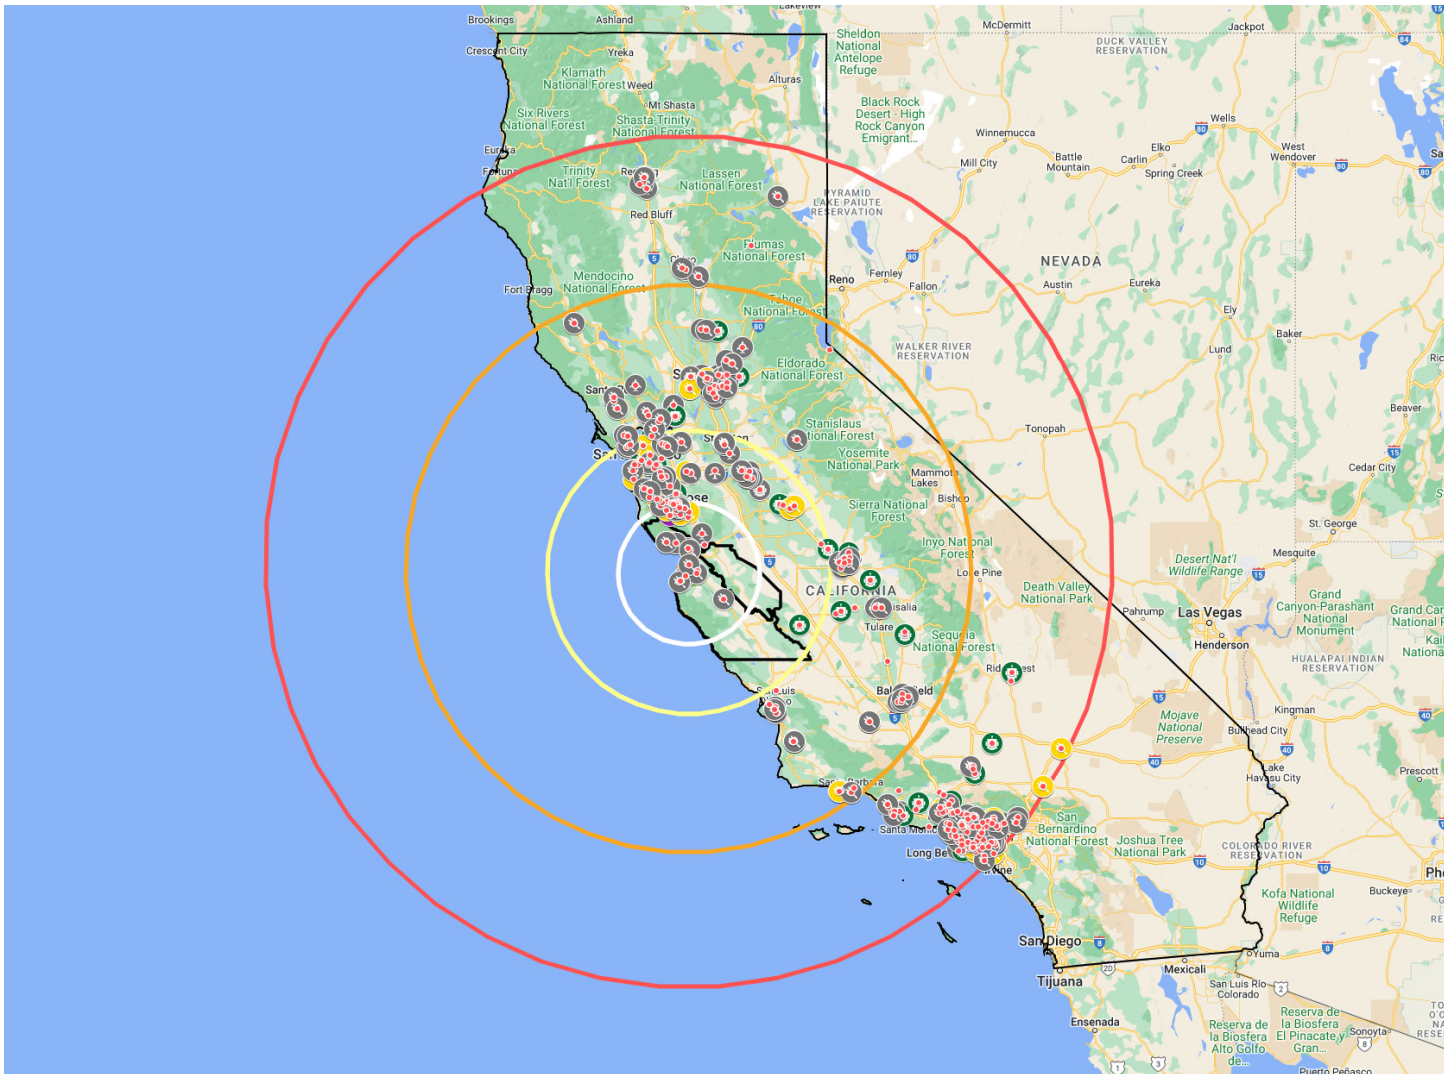 Brookings
Ashland
Lakeview
McDermitt
Jackpot
Crescent City
Yreka
Sheldon
National
Antelope
Refuge
DUCK VALLEY
RESERVATION
Klamath
National Forest
Weed
Alturas
Mt Shasta
Six Rivers
National Forest
Shasta-Trinity
National Forest
Black Rock
Desert - High
Rock Canyon
Emigrant...
Wells
Winnemucca
Elko
West
Wendover
Battle
Mountain
Carlin
Spring Creek
Mill City
Eureka
Fortuna
Trinity
Nat'l Forest
Lassen
National Forest
PYRAMID
LAKE PAIUTE
RESERVATION
Red Bluff
Plumas
National Forest
NEVADA
Mendocino
National Forest
Reno
Fernley
Fallon
Austin
Eureka
Fort Bragg
Tahoe
National Forest
Ely
Baker
WALKER RIVER
RESERVATION
Lund
Eldorado
National Forest
Beaver
Stanislaus
National Forest
Tonopah
Yosemite
National Park
Mammoth
Lakes
Cedar City
Bishop
Sierra National
Forest
St. George
Inyo National
Forest
Mesquite
Desert Nat'l
Wildlife Range
Lone Pine
Death Valley
National Park
CALIFORNIA
Grand
Canyon-Parashant
National
Monument
Pahrump
Las Vegas
Henderson
Visalia
Tulare
Sequoia
National Forest
HUALAPAI INDIAN
RESERVATION
Kingman
Mojave
National
Preserve
Bullhead City
Lake
Havasu City
Prescott
San
Bernardino
National Forest
Joshua Tree
National Park
COLORADO RIVER
RESERVATION
Irvine
Buckeye
Kofa National
Wildlife
Refuge
San Diego
Yuma
Tijuana
Mexicali
San Luis Río
Colorado
Ensenada
Reserva de
la Biosfera
Alto Golfo
de...
Reserva de
la Biosfera
El Pinacate y
Gran...
Sonoyta
Puerto Peñasco